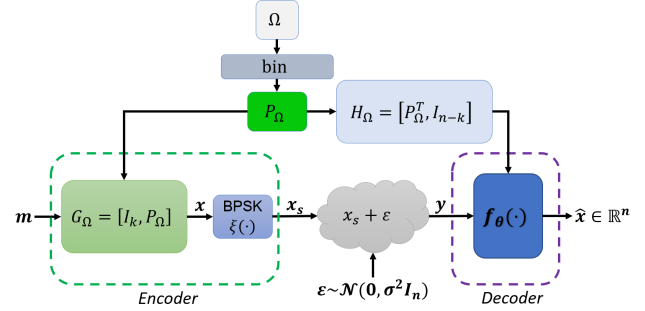 Ω
bin
P_Ω
H_Ω = [P_Ω^T, I_{n−k}]
G_Ω = [I_k, P_Ω]
m
x
BPSK
ξ(·)
x_s
x_s + ε
y
f_θ(·)
x̂ ∈ ℝ^n
ε~𝒩(0, σ²I_n)
Encoder
Decoder